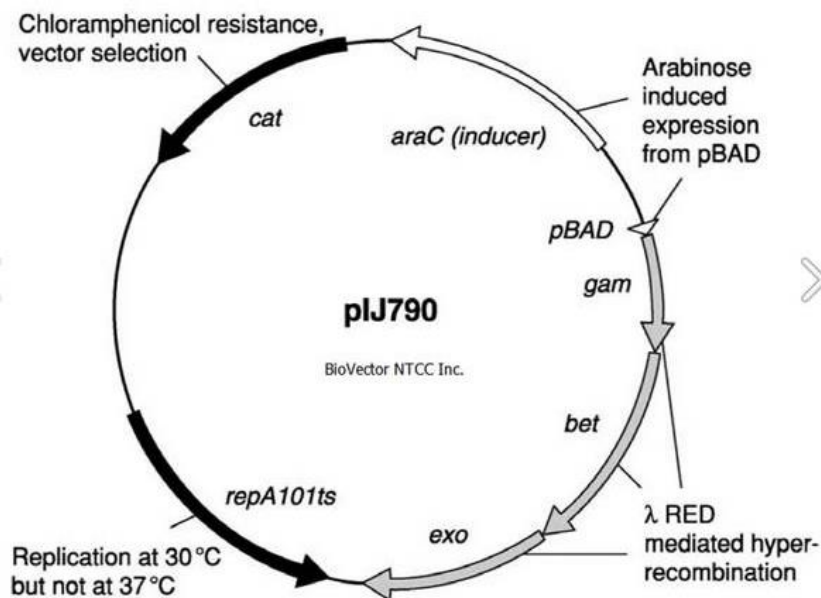 Chloramphenicol resistance,
vector selection
cat
araC (inducer)
Arabinose
induced
expression
from pBAD
pBAD
gam
pIJ790
BioVector NTCC Inc.
bet
repA101ts
exo
λ RED
mediated hyper-
recombination
Replication at 30 °C
but not at 37 °C